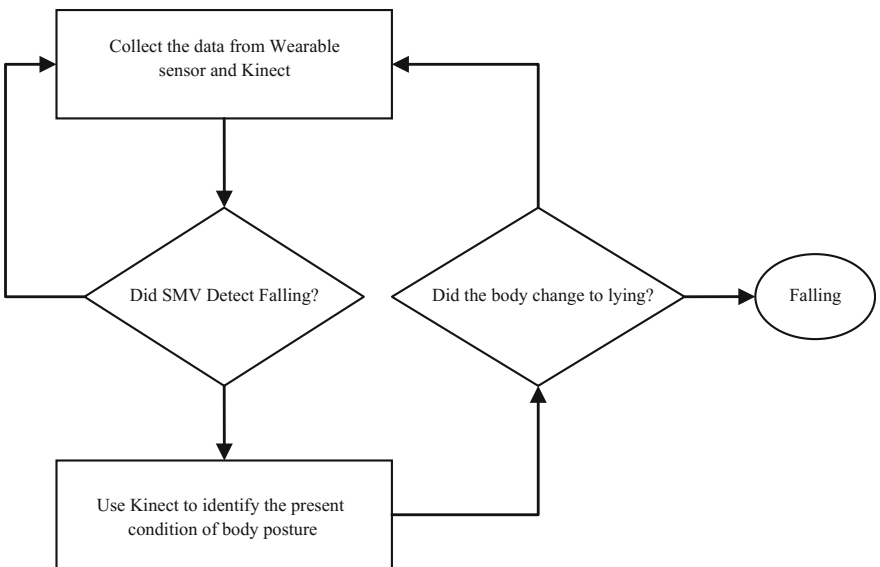 Collect the data from Wearable
sensor and Kinect
Did SMV Detect Falling?
Did the body change to lying?
Falling
Use Kinect to identify the present
condition of body posture